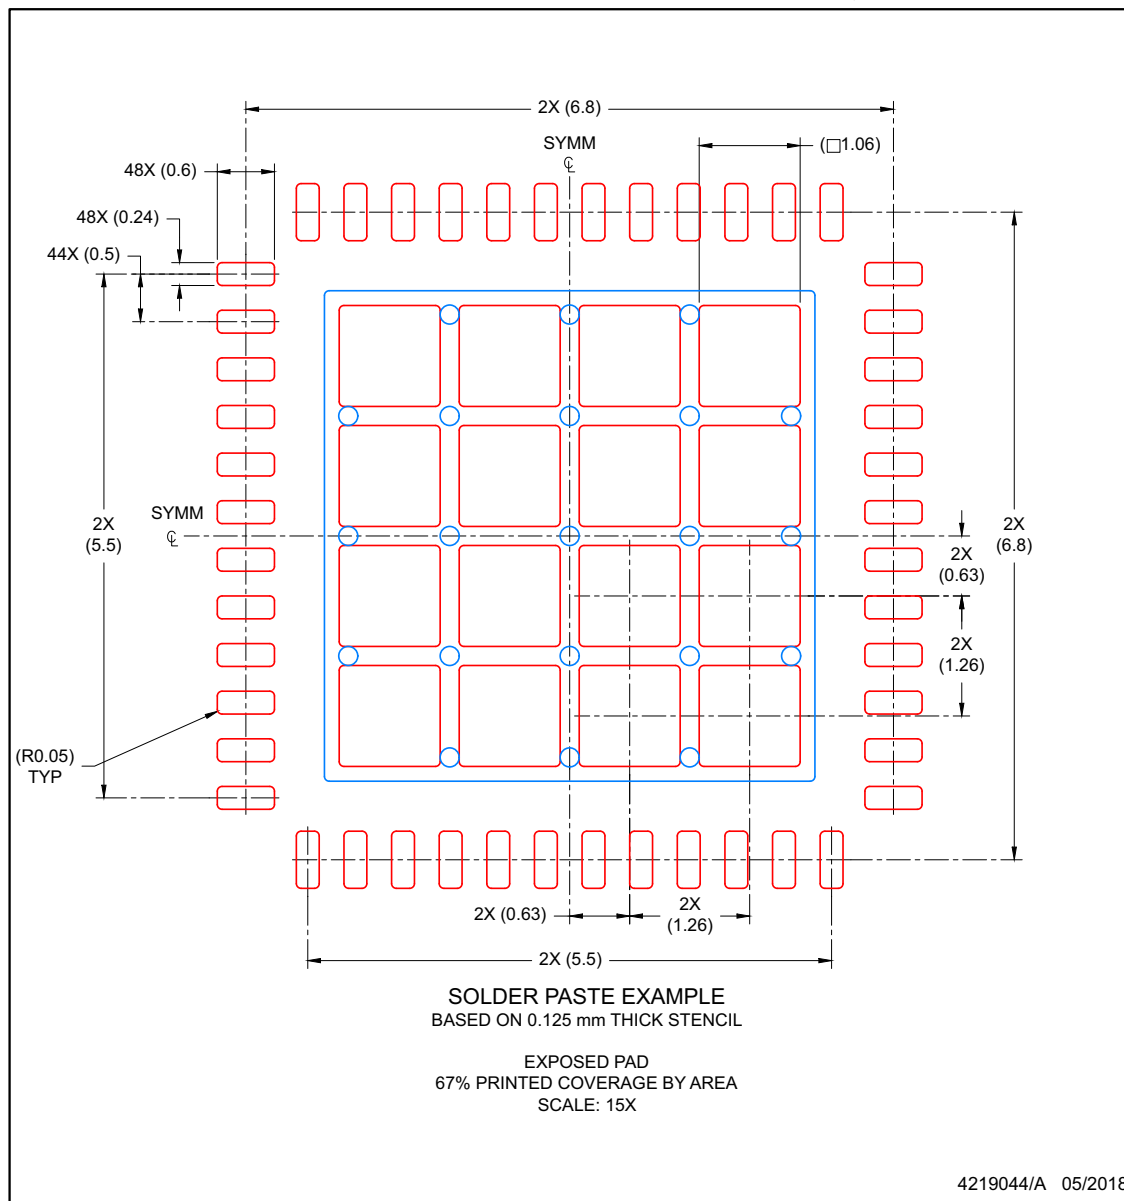 2X (6.8)
SYMM
℄
(□1.06)
48X (0.6)
48X (0.24)
44X (0.5)
SYMM
℄
2X
(5.5)
2X
(6.8)
2X
(0.63)
2X
(1.26)
(R0.05)
TYP
2X (0.63)
2X
(1.26)
2X (5.5)
SOLDER PASTE EXAMPLE
BASED ON 0.125 mm THICK STENCIL
EXPOSED PAD
67% PRINTED COVERAGE BY AREA
SCALE: 15X
4219044/A 05/2018